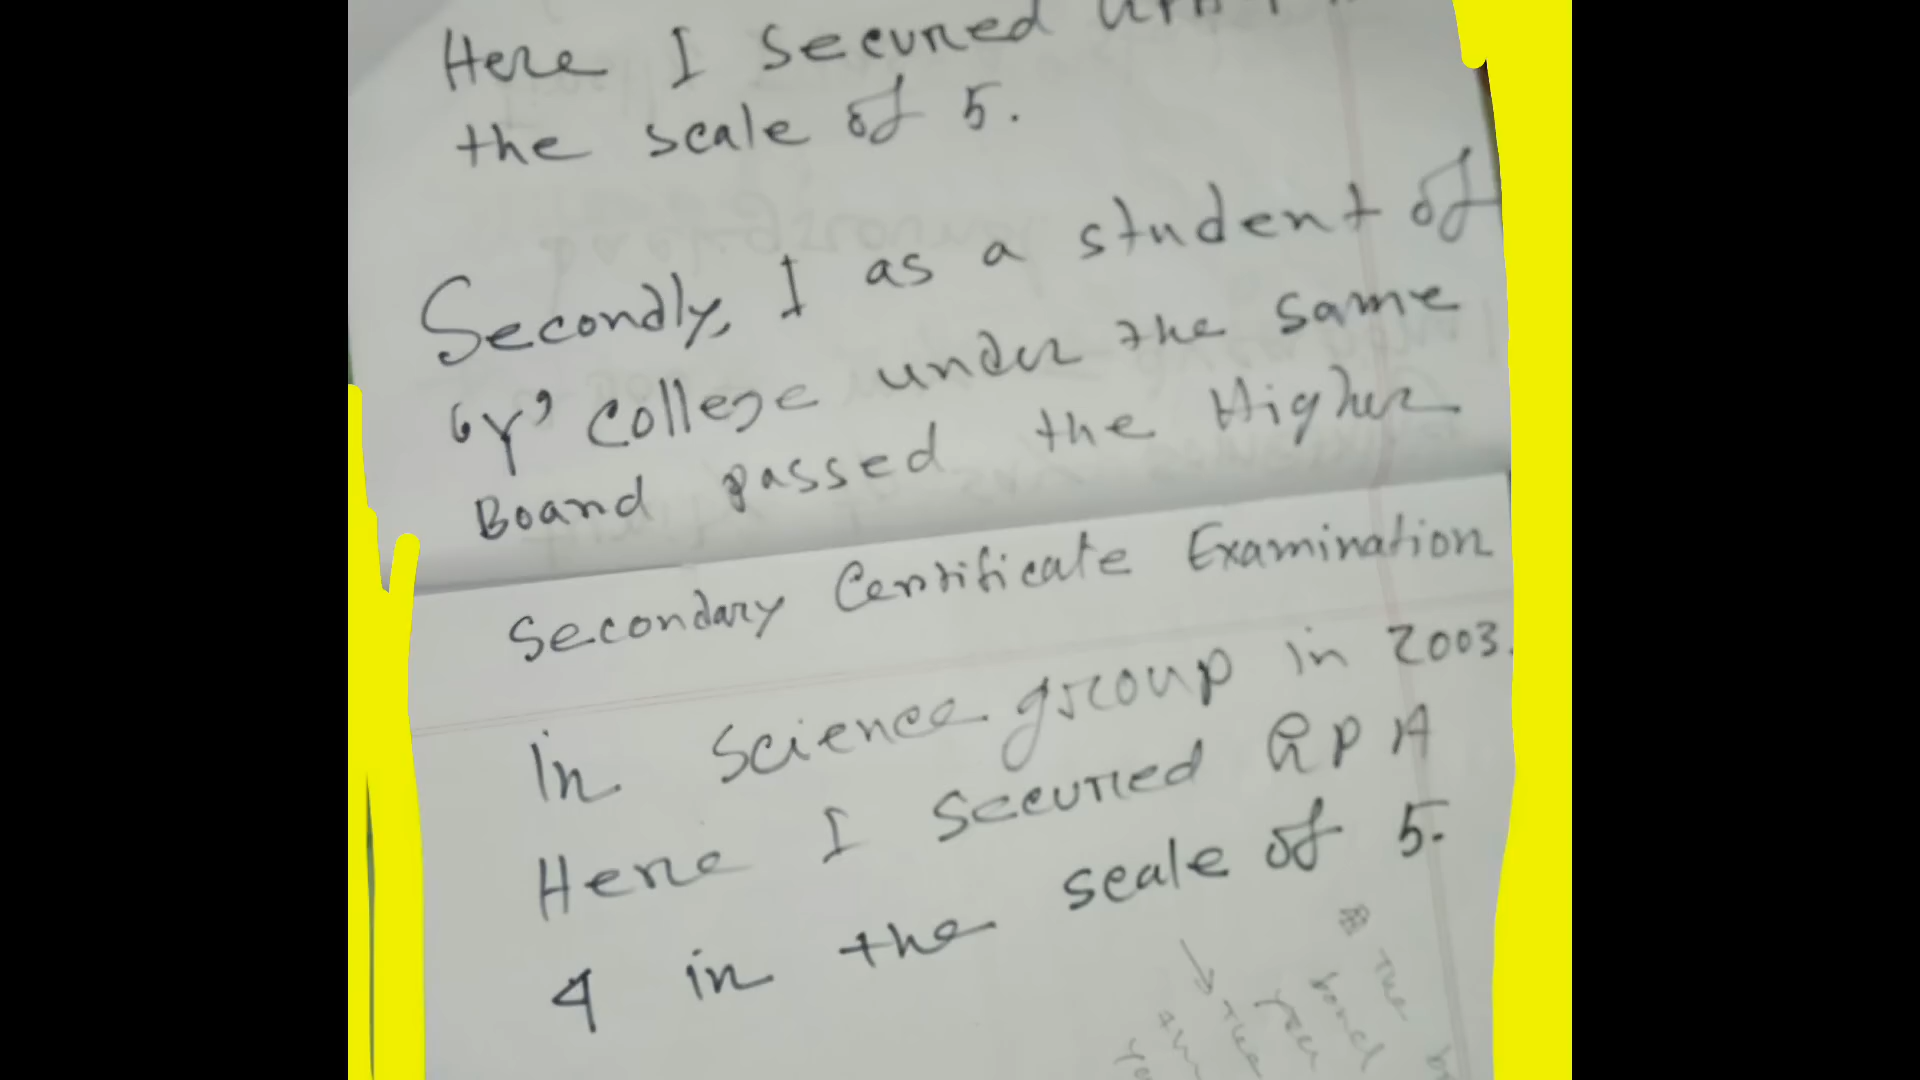 Here I secured GPA
the scale of 5.
Secondly, I as a student of
'Y' College under the same
Board passed the Higher
Secondary Certificate Examination
In Science group in 2003.
Here I secured GPA
4 in the scale of 5.